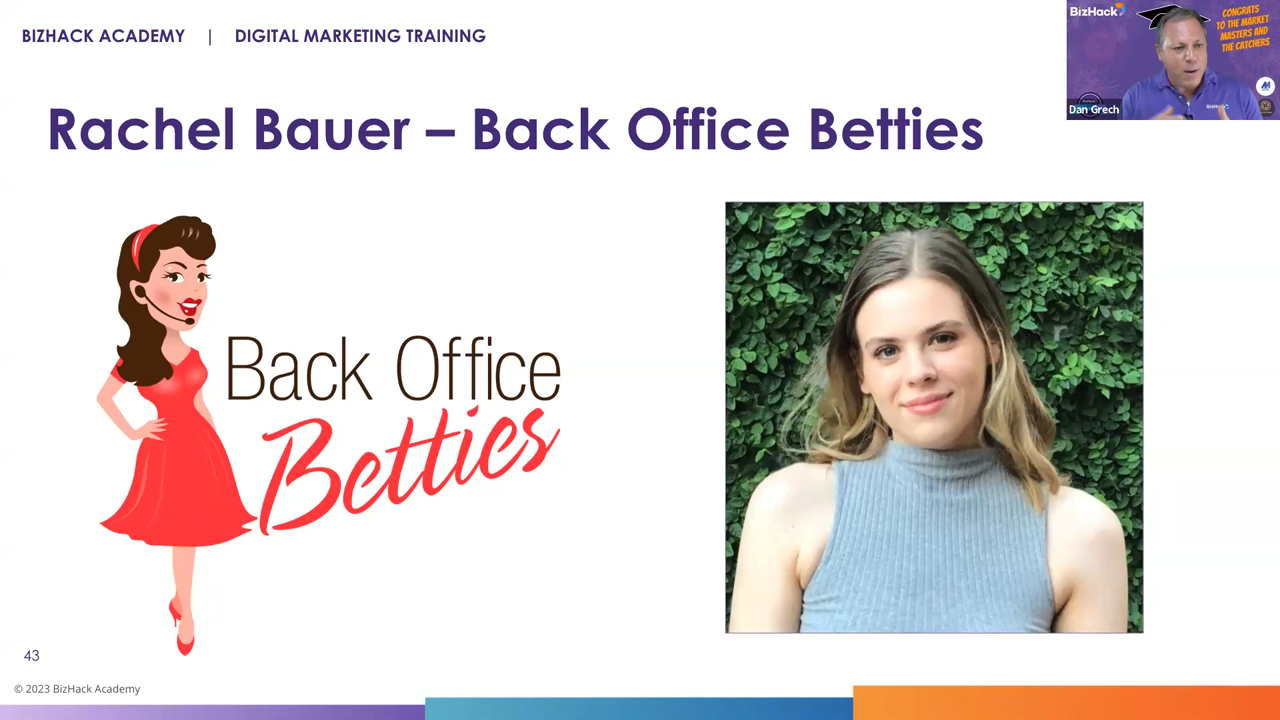 BIZHACK ACADEMY | DIGITAL MARKETING TRAINING
BizHack
CONGRATS
TO THE MARKET
MASTERS AND
THE CATCHERS
BizHack
Dan Grech
Rachel Bauer – Back Office Betties
Back Office
Betties
43
© 2023 BizHack Academy